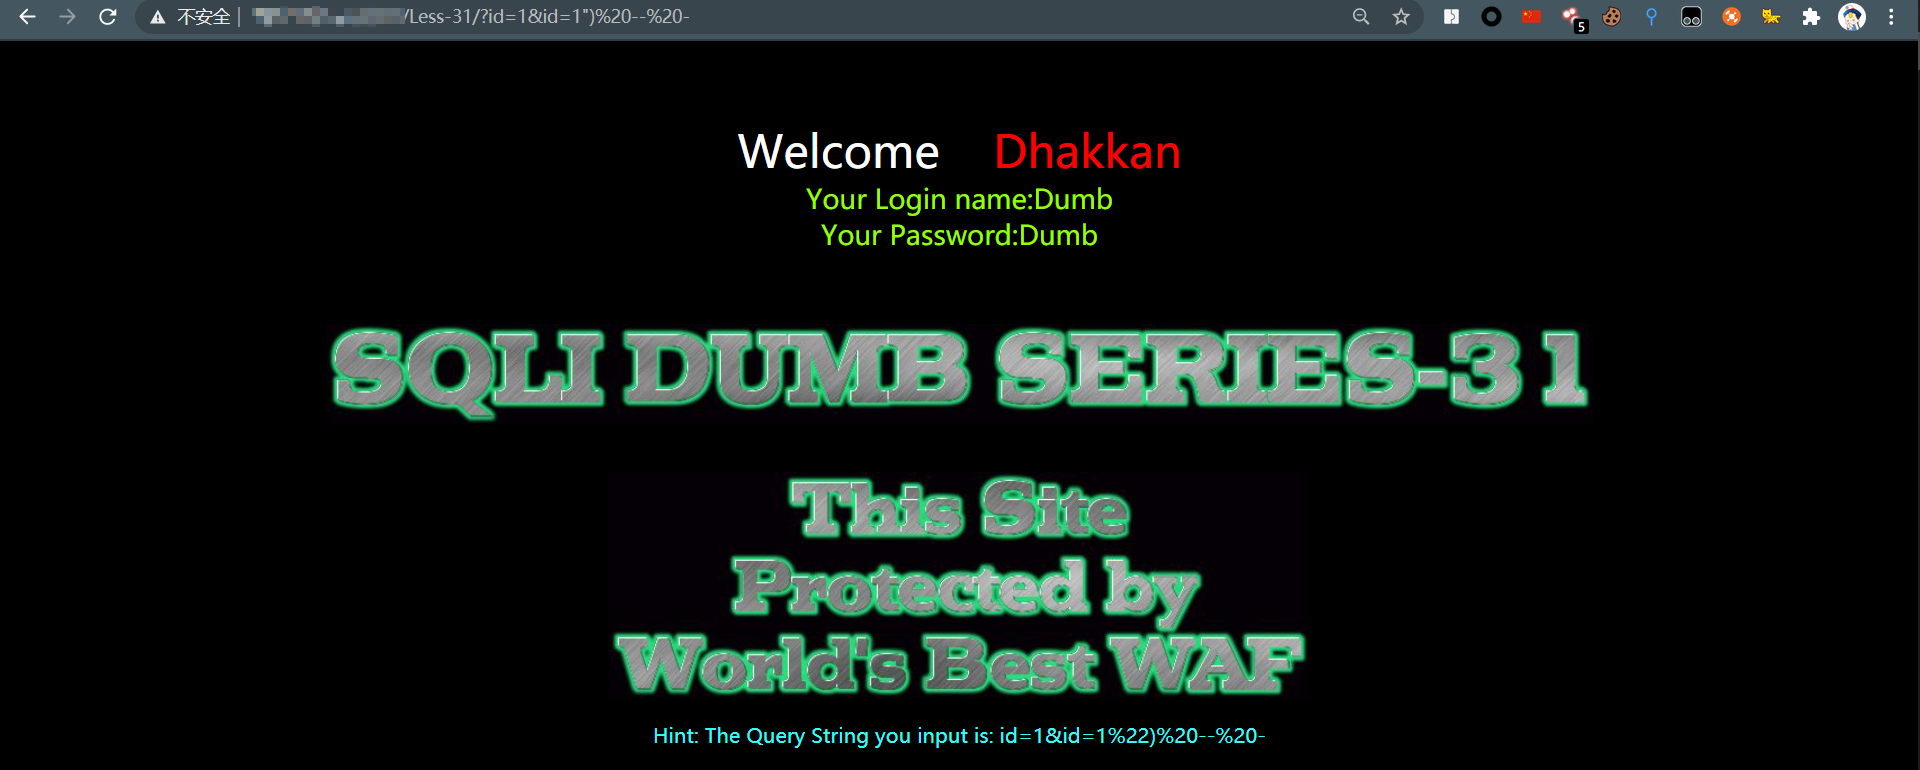 不安全 | /Less-31/?id=1&id=1")%20--%20-
5
Welcome Dhakkan
Your Login name:Dumb
Your Password:Dumb
SQLI DUMB SERIES-31
This Site
Protected by
World's Best WAF
Hint: The Query String you input is: id=1&id=1%22)%20--%20-